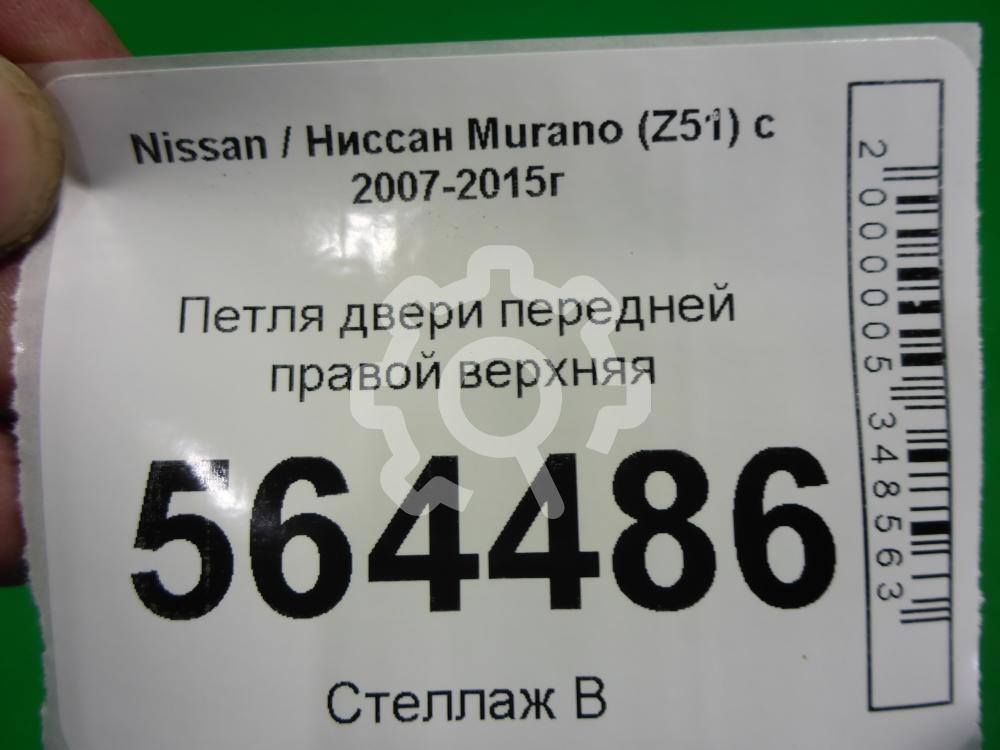 Nissan / Ниссан Murano (Z51) с
2007-2015г
Петля двери передней
правой верхняя
564486
Стеллаж В
2000005348563